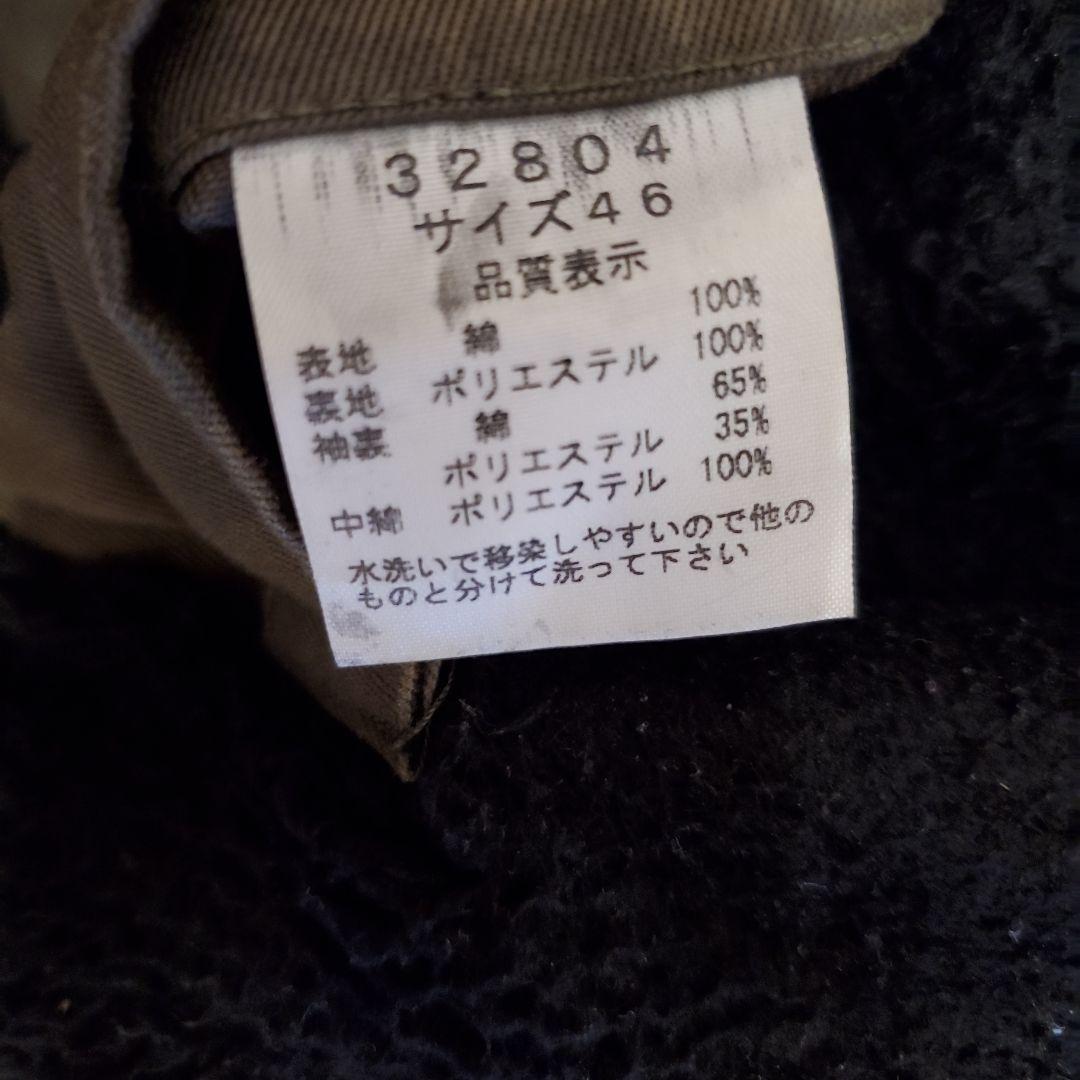 32804
サイズ46
品質表示
表地 綿 100%
裏地 ポリエステル 100%
袖裏 綿 65%
ポリエステル 35%
中綿 ポリエステル 100%
水洗いで移染しやすいので他の
ものと分けて洗って下さい